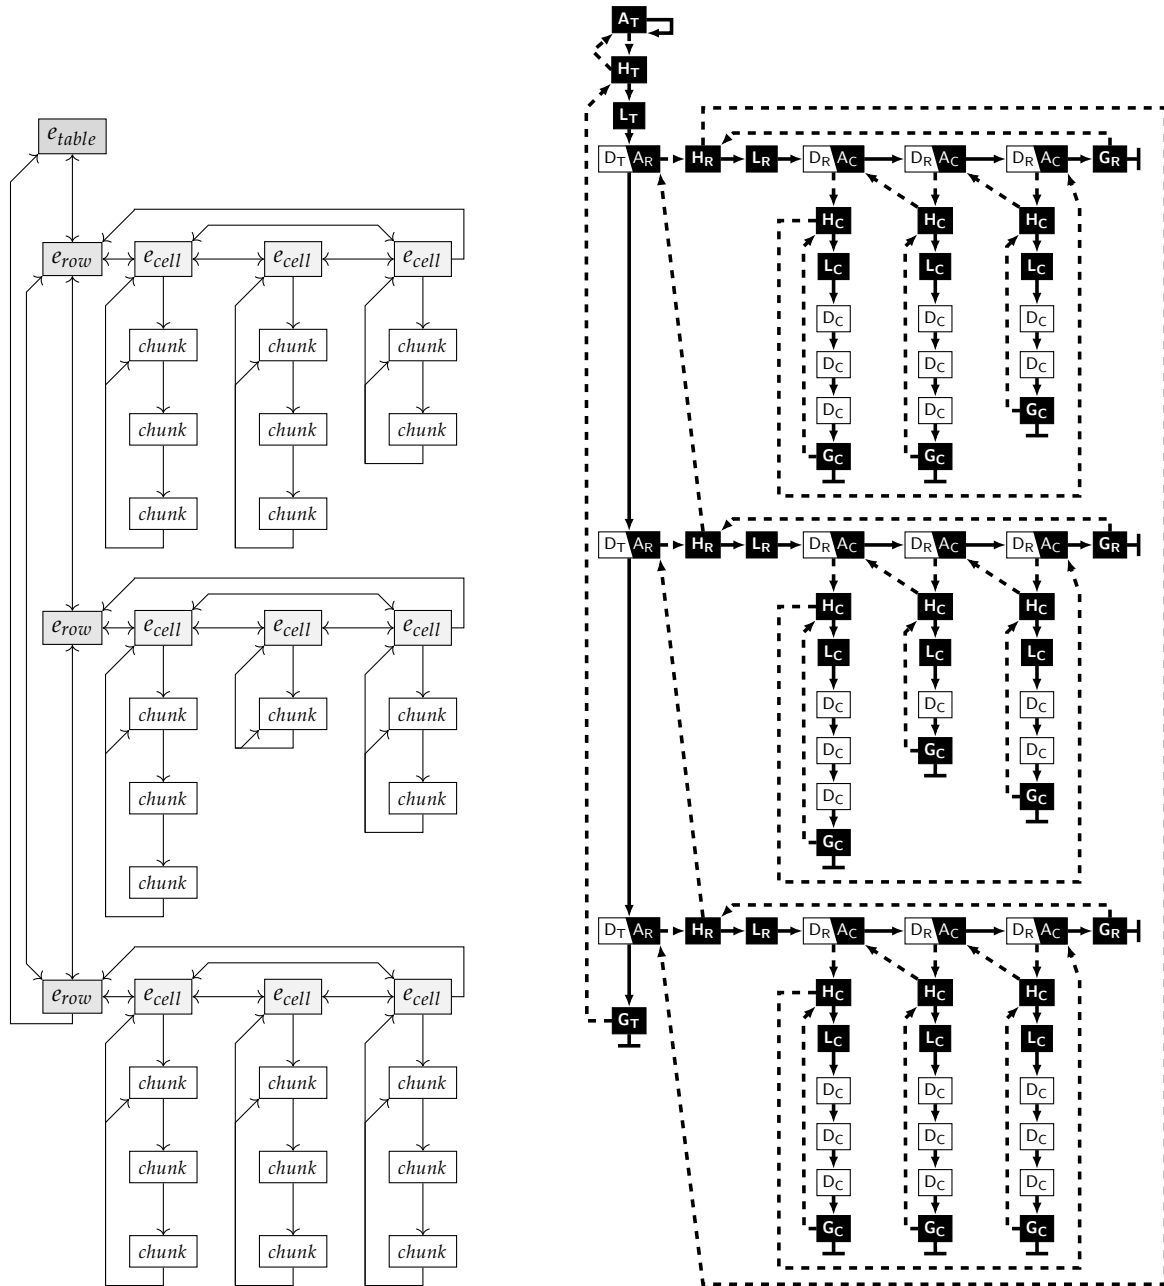 e_table
e_row e_cell e_cell e_cell
chunk chunk chunk
chunk chunk chunk
chunk chunk
e_row e_cell e_cell e_cell
chunk chunk chunk
chunk chunk
chunk
e_row e_cell e_cell e_cell
chunk chunk chunk
chunk chunk chunk
chunk chunk chunk
A_T
H_T
L_T
D_T A_R H_R L_R D_R A_C D_R A_C D_R A_C G_R
H_C H_C H_C
L_C L_C L_C
D_C D_C D_C
D_C D_C D_C
D_C D_C G_C
G_C G_C
D_T A_R H_R L_R D_R A_C D_R A_C D_R A_C G_R
H_C H_C H_C
L_C L_C L_C
D_C D_C D_C
D_C G_C D_C
D_C G_C
G_C
D_T A_R H_R L_R D_R A_C D_R A_C D_R A_C G_R
H_C H_C H_C
G_T L_C L_C L_C
D_C D_C D_C
D_C D_C D_C
D_C D_C D_C
G_C G_C G_C